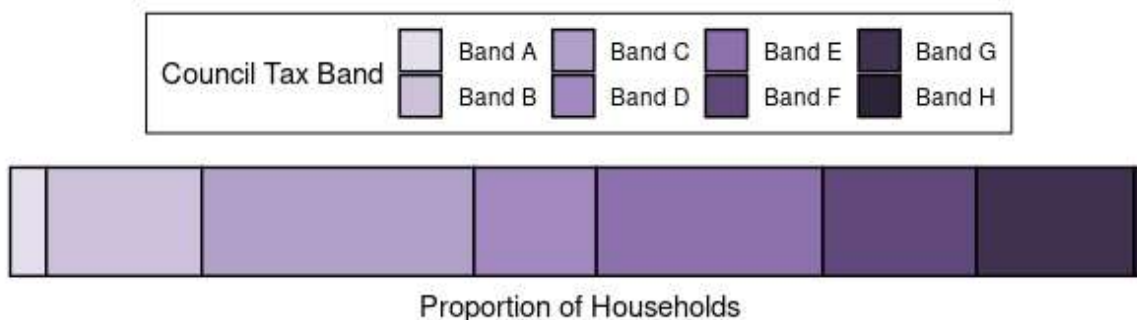 Council Tax Band
Band A
Band B
Band C
Band D
Band E
Band F
Band G
Band H
Proportion of Households